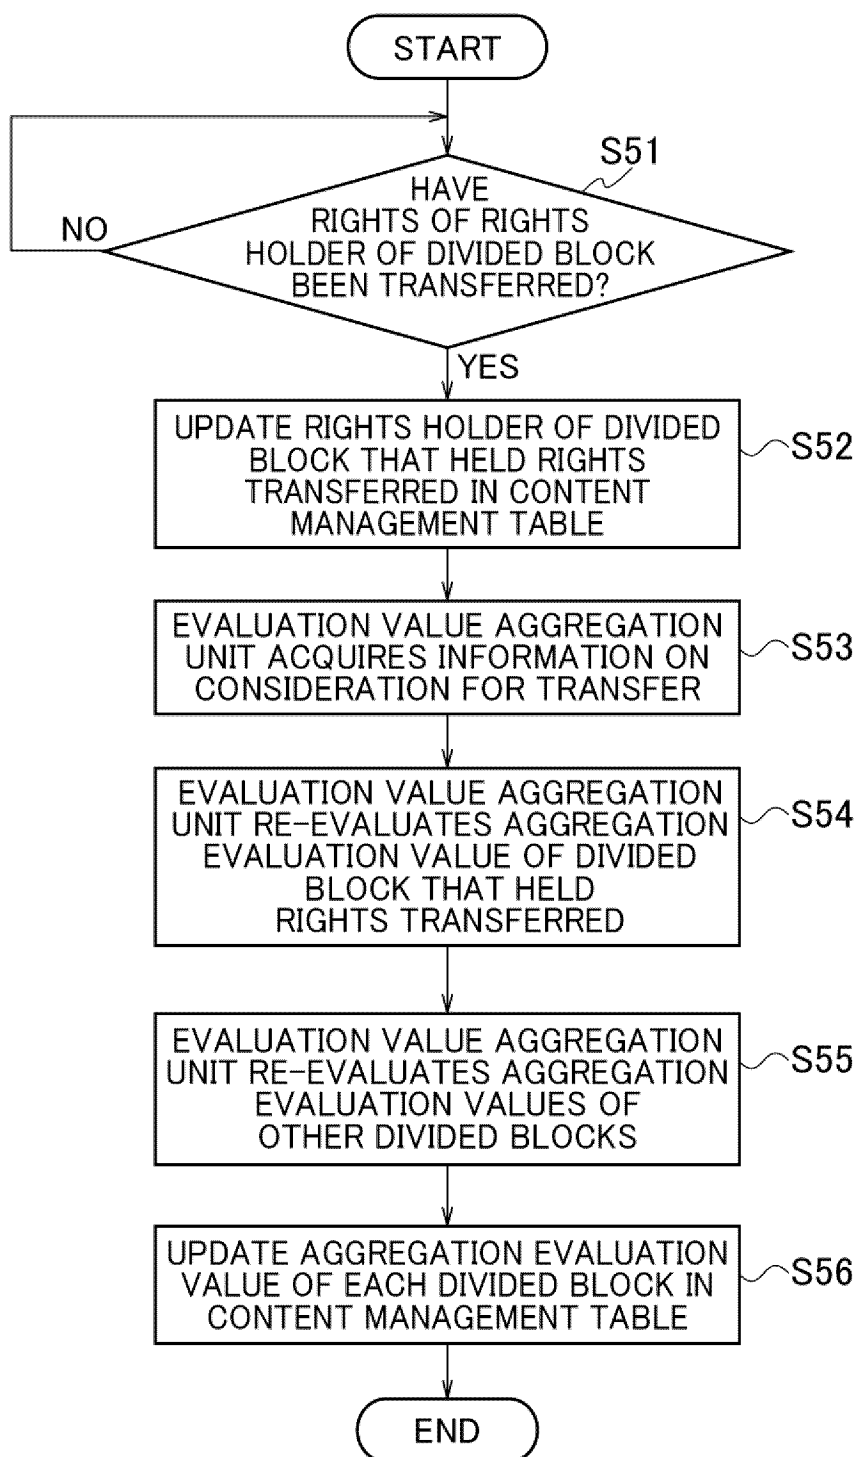 START
S51
HAVE
RIGHTS OF RIGHTS
HOLDER OF DIVIDED BLOCK
BEEN TRANSFERRED?
NO
YES
UPDATE RIGHTS HOLDER OF DIVIDED
BLOCK THAT HELD RIGHTS
TRANSFERRED IN CONTENT
MANAGEMENT TABLE
S52
EVALUATION VALUE AGGREGATION
UNIT ACQUIRES INFORMATION ON
CONSIDERATION FOR TRANSFER
S53
EVALUATION VALUE AGGREGATION
UNIT RE-EVALUATES AGGREGATION
EVALUATION VALUE OF DIVIDED
BLOCK THAT HELD
RIGHTS TRANSFERRED
S54
EVALUATION VALUE AGGREGATION
UNIT RE-EVALUATES AGGREGATION
EVALUATION VALUES OF
OTHER DIVIDED BLOCKS
S55
UPDATE AGGREGATION EVALUATION
VALUE OF EACH DIVIDED BLOCK IN
CONTENT MANAGEMENT TABLE
S56
END